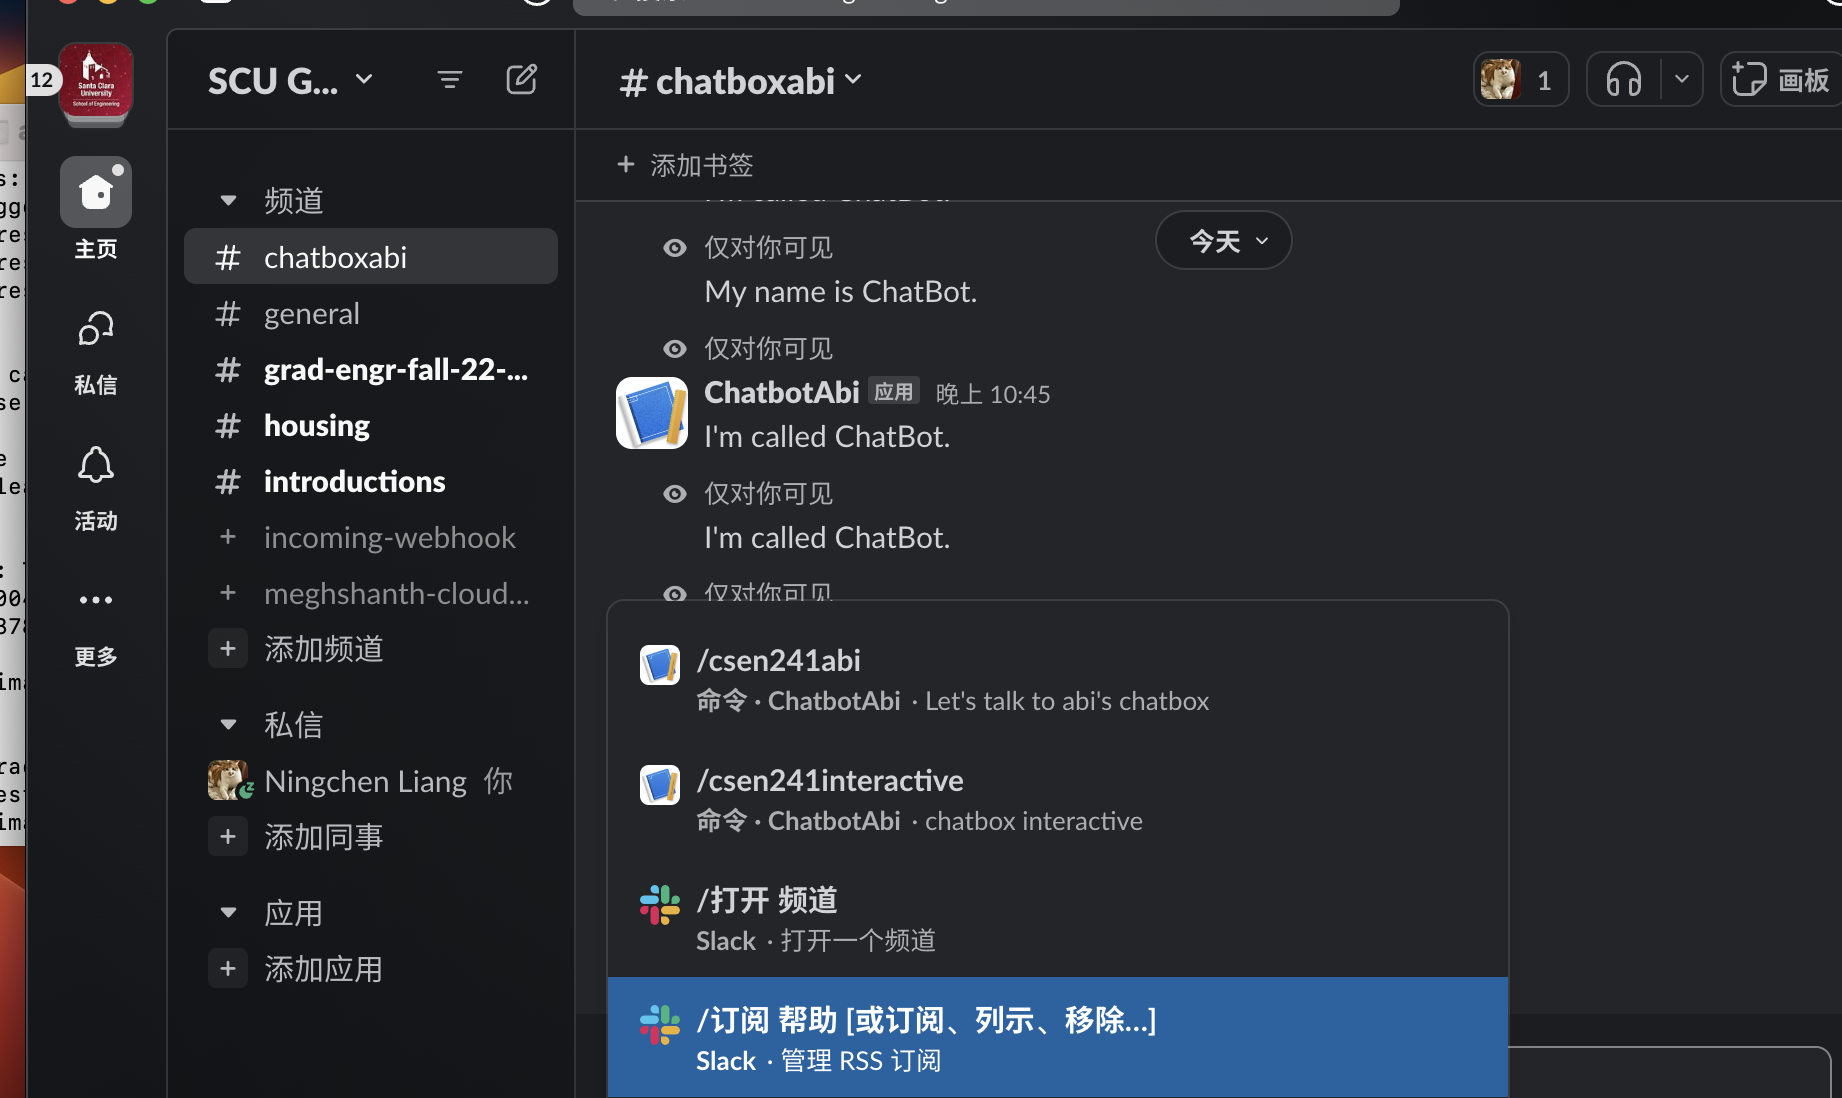 12
Santa Clara
University
School of Engineering
主页
私信
活动
更多
SCU G...
频道
# chatboxabi
# general
# grad-engr-fall-22-...
# housing
# introductions
+ incoming-webhook
+ meghshanth-cloud...
+ 添加频道
私信
Ningchen Liang 你
+ 添加同事
应用
+ 添加应用
# chatboxabi
1
画板
+ 添加书签
今天
仅对你可见
My name is ChatBot.
仅对你可见
ChatbotAbi 应用 晚上 10:45
I'm called ChatBot.
仅对你可见
I'm called ChatBot.
仅对你可见
/csen241abi
命令 · ChatbotAbi · Let's talk to abi's chatbox
/csen241interactive
命令 · ChatbotAbi · chatbox interactive
/打开 频道
Slack · 打开一个频道
/订阅 帮助 [或订阅、列示、移除...]
Slack · 管理 RSS 订阅